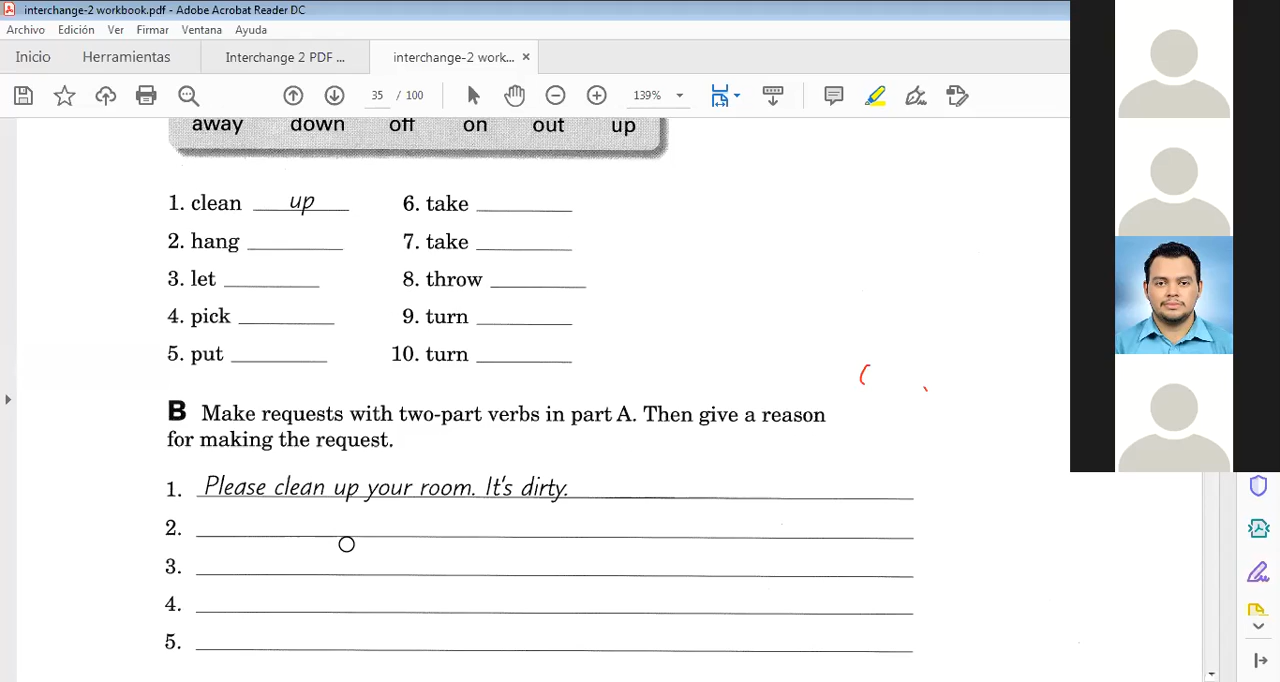 interchange-2 workbook.pdf - Adobe Acrobat Reader DC
Archivo Edición Ver Firmar Ventana Ayuda
Inicio Herramientas Interchange 2 PDF ... interchange-2 work... ×
35 / 100 139%
away down off on out up
1. clean up 6. take
2. hang 7. take
3. let 8. throw
4. pick 9. turn
5. put 10. turn
B Make requests with two-part verbs in part A. Then give a reason
for making the request.
1. Please clean up your room. It's dirty.
2.
3.
4.
5.